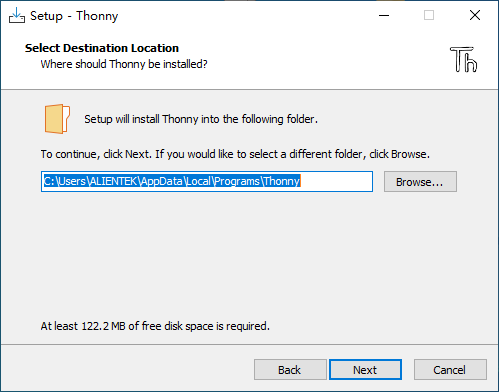 Setup - Thonny
Select Destination Location
Where should Thonny be installed?
Th
Setup will install Thonny into the following folder.
To continue, click Next. If you would like to select a different folder, click Browse.
C:\Users\ALIENTEK\AppData\Local\Programs\Thonny
Browse...
At least 122.2 MB of free disk space is required.
Back
Next
Cancel